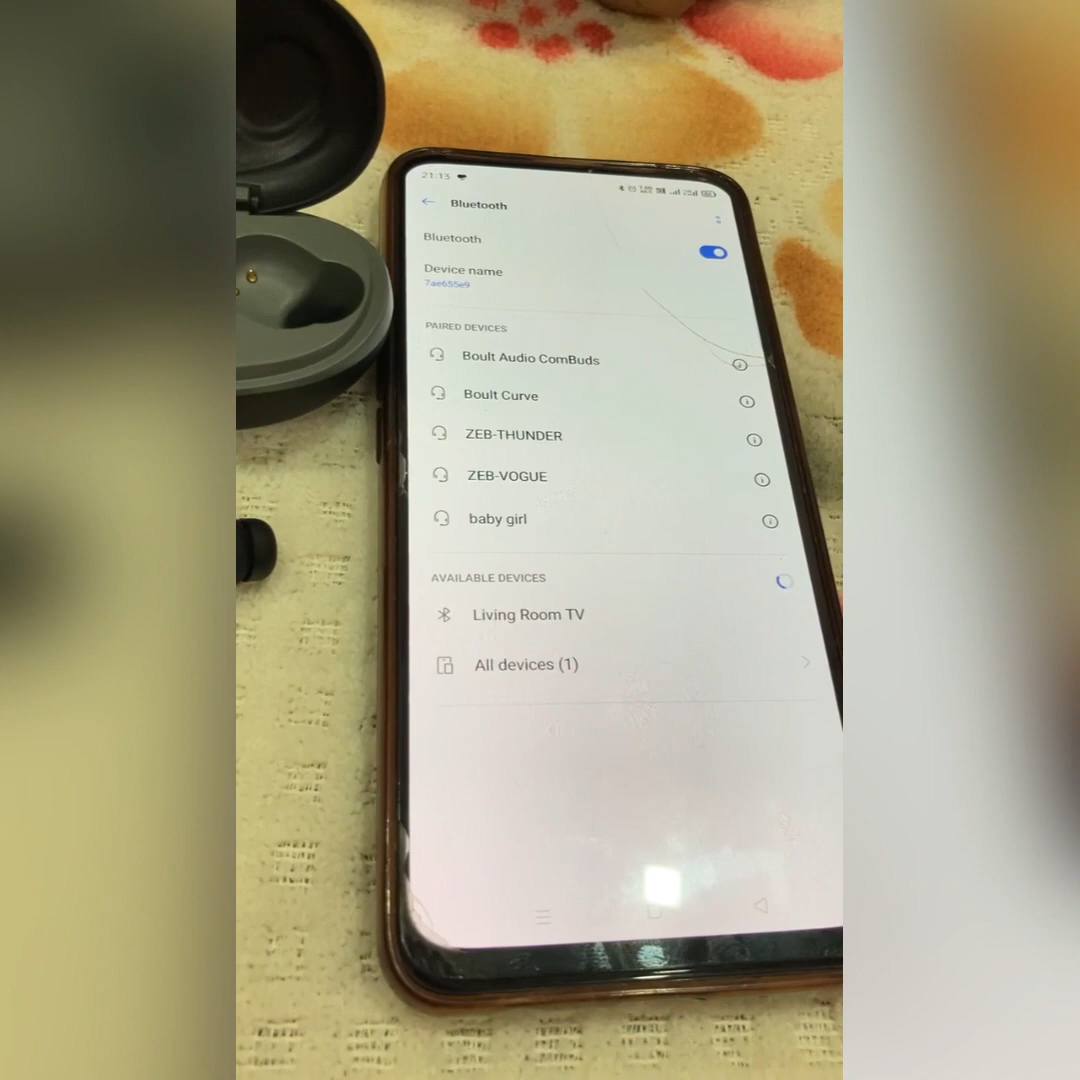 21:13
Bluetooth
Bluetooth
Device name
7ae655e9
PAIRED DEVICES
Boult Audio ComBuds
Boult Curve
ZEB-THUNDER
ZEB-VOGUE
baby girl
AVAILABLE DEVICES
Living Room TV
All devices (1)